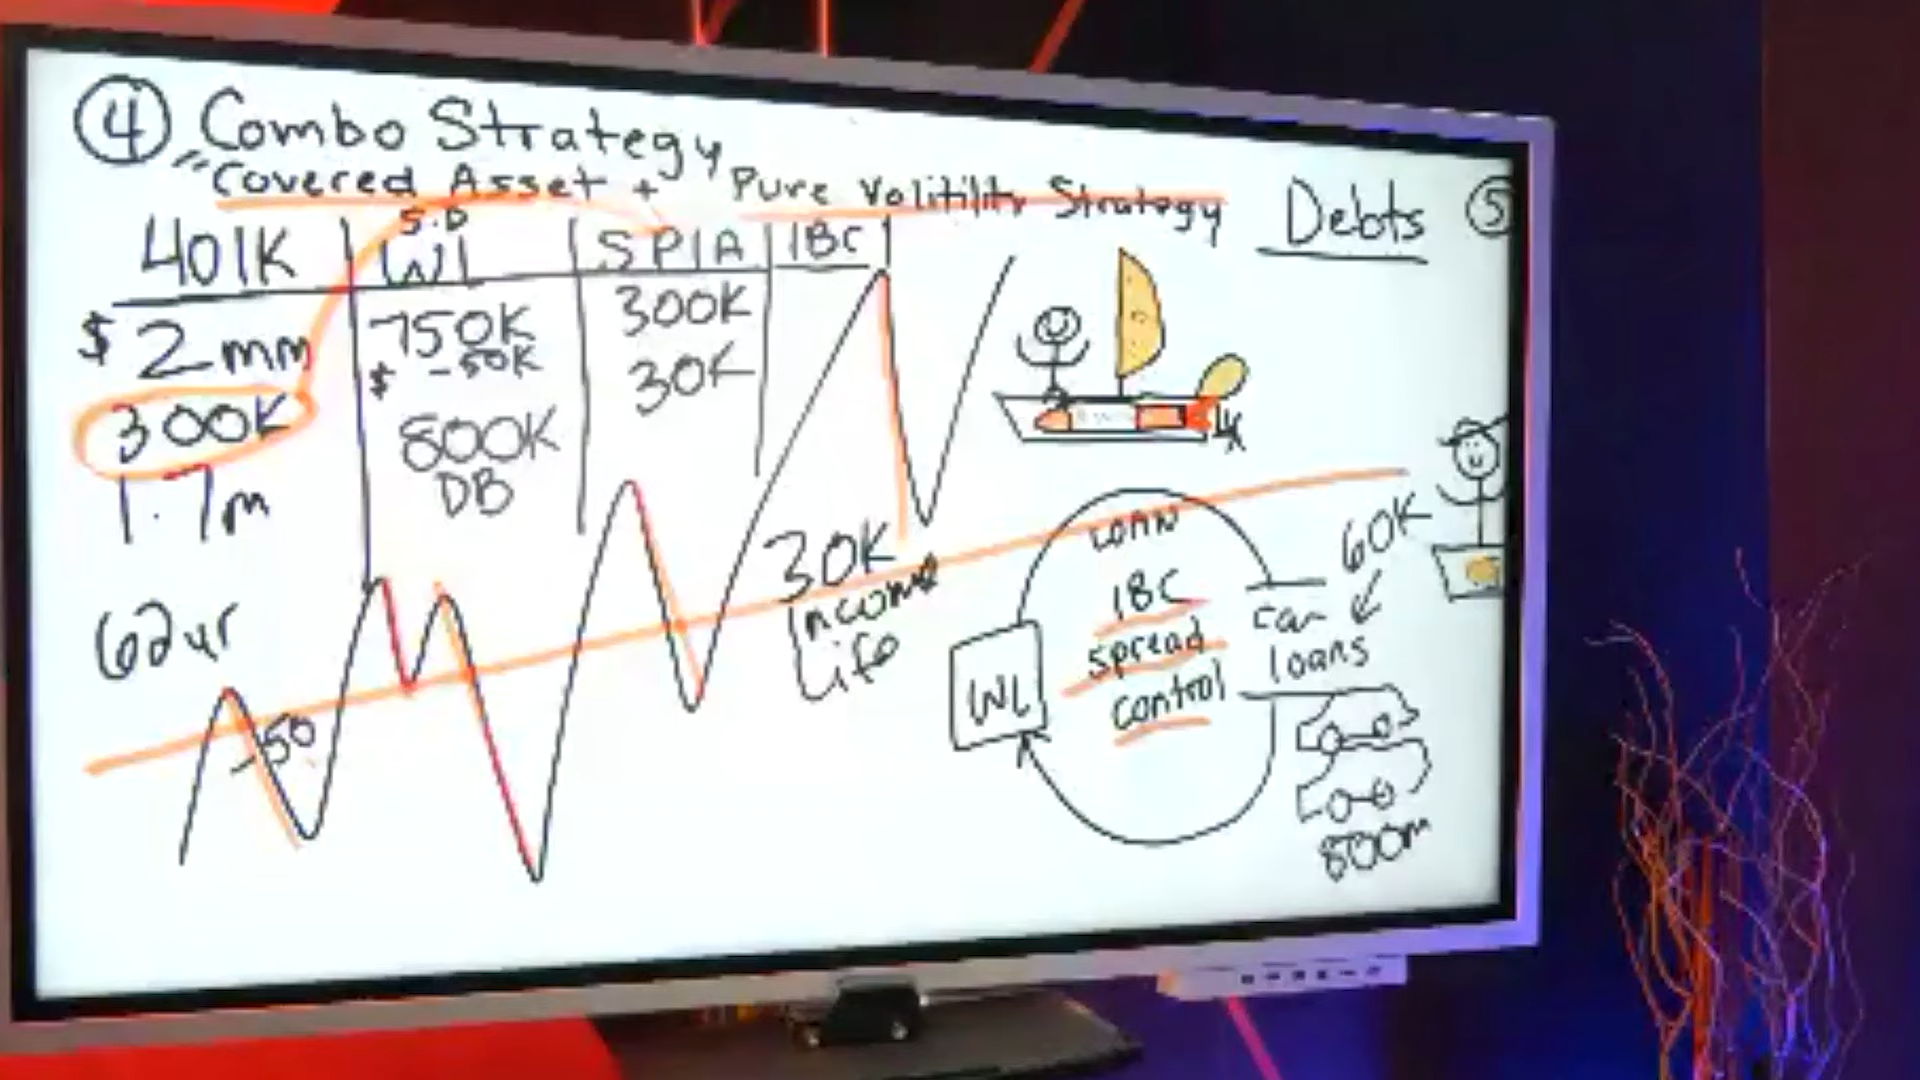 ④ Combo Strategy
"Covered Asset + Pure Volitility Strategy
Debts
⑤
401K
S.D
WL
SPIA
IBC
$ 2mm
300K
1.7m
750K
$ -50K
800K
DB
300K
30K
62yr
-50
30K
Income
Life
4x
LOAN
IBC
spread
control
WL
60K
car
loans
800m